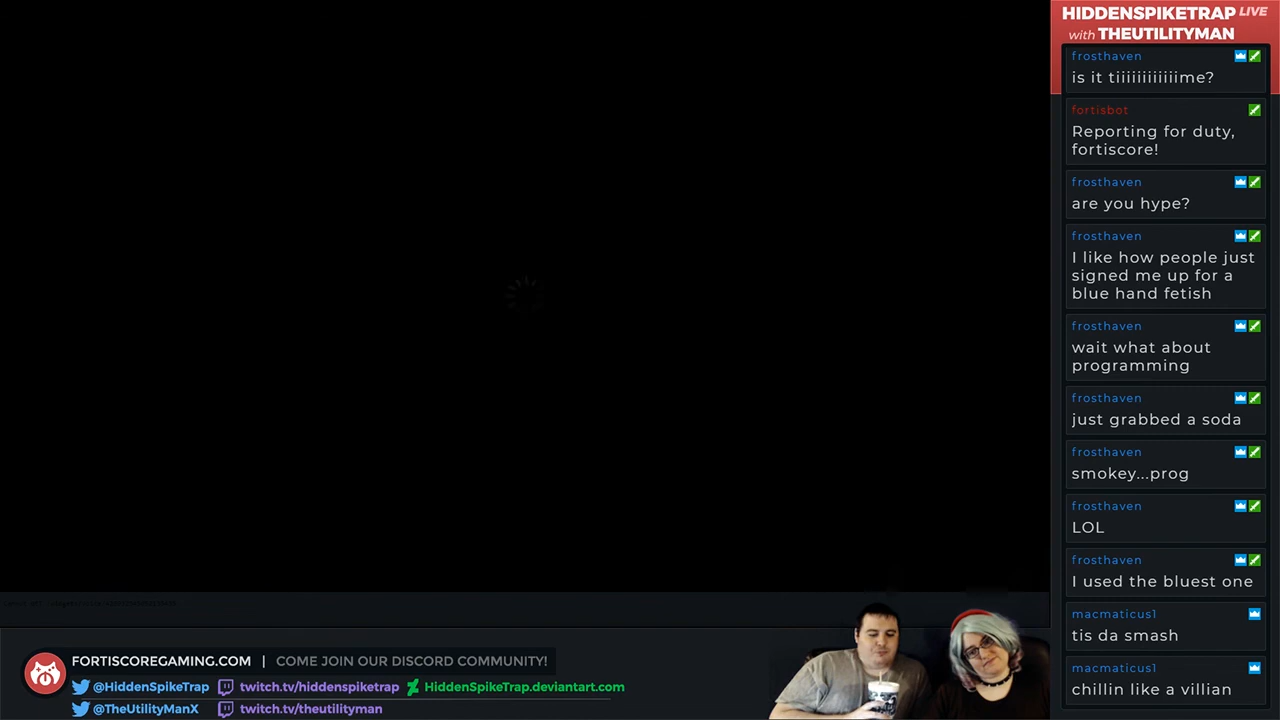 HIDDENSPIKETRAP LIVE
with THEUTILITYMAN
frosthaven
is it tiiiiiiiiiiime?
fortisbot
Reporting for duty,
fortiscore!
frosthaven
are you hype?
frosthaven
I like how people just
signed me up for a
blue hand fetish
frosthaven
wait what about
programming
frosthaven
just grabbed a soda
frosthaven
smokey...prog
frosthaven
LOL
frosthaven
I used the bluest one
macmaticus1
tis da smash
macmaticus1
chillin like a villian
FORTISCOREGAMING.COM | COME JOIN OUR DISCORD COMMUNITY!
@HiddenSpikeTrap twitch.tv/hiddenspiketrap HiddenSpikeTrap.deviantart.com
@TheUtilityManX twitch.tv/theutilityman